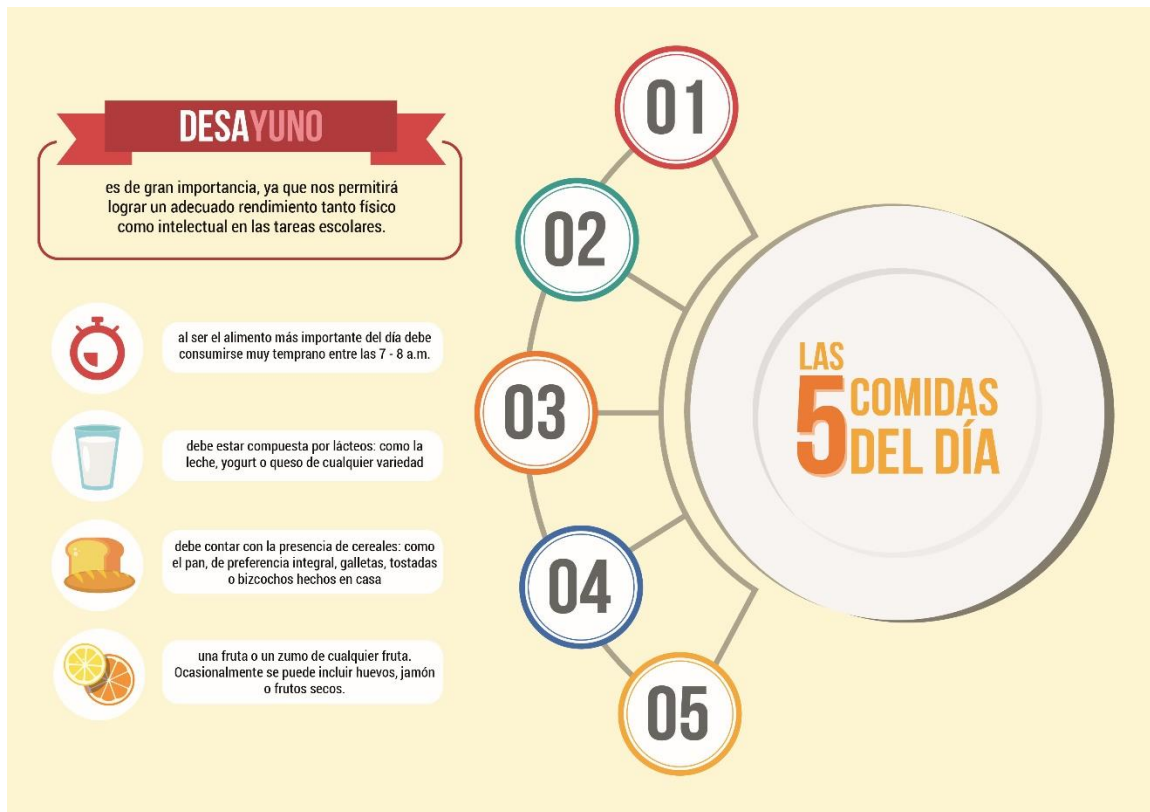 DESAYUNO
es de gran importancia, ya que nos permitirá
lograr un adecuado rendimiento tanto físico
como intelectual en las tareas escolares.
al ser el alimento más importante del día debe
consumirse muy temprano entre las 7 - 8 a.m.
debe estar compuesta por lácteos: como la
leche, yogurt o queso de cualquier variedad
debe contar con la presencia de cereales: como
el pan, de preferencia integral, galletas, tostadas
o bizcochos hechos en casa
una fruta o un zumo de cualquier fruta.
Ocasionalmente se puede incluir huevos, jamón
o frutos secos.
01
02
03
04
05
LAS
5 COMIDAS
DEL DÍA